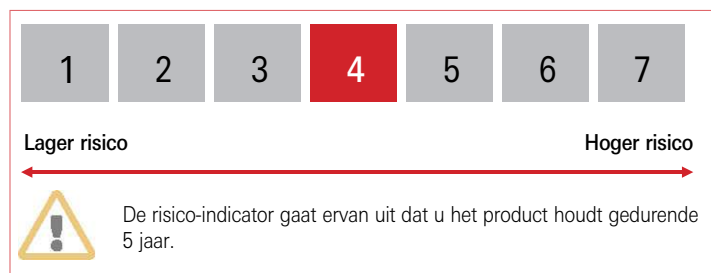 1 2 3 4 5 6 7
Lager risico Hoger risico
De risico-indicator gaat ervan uit dat u het product houdt gedurende
5 jaar.